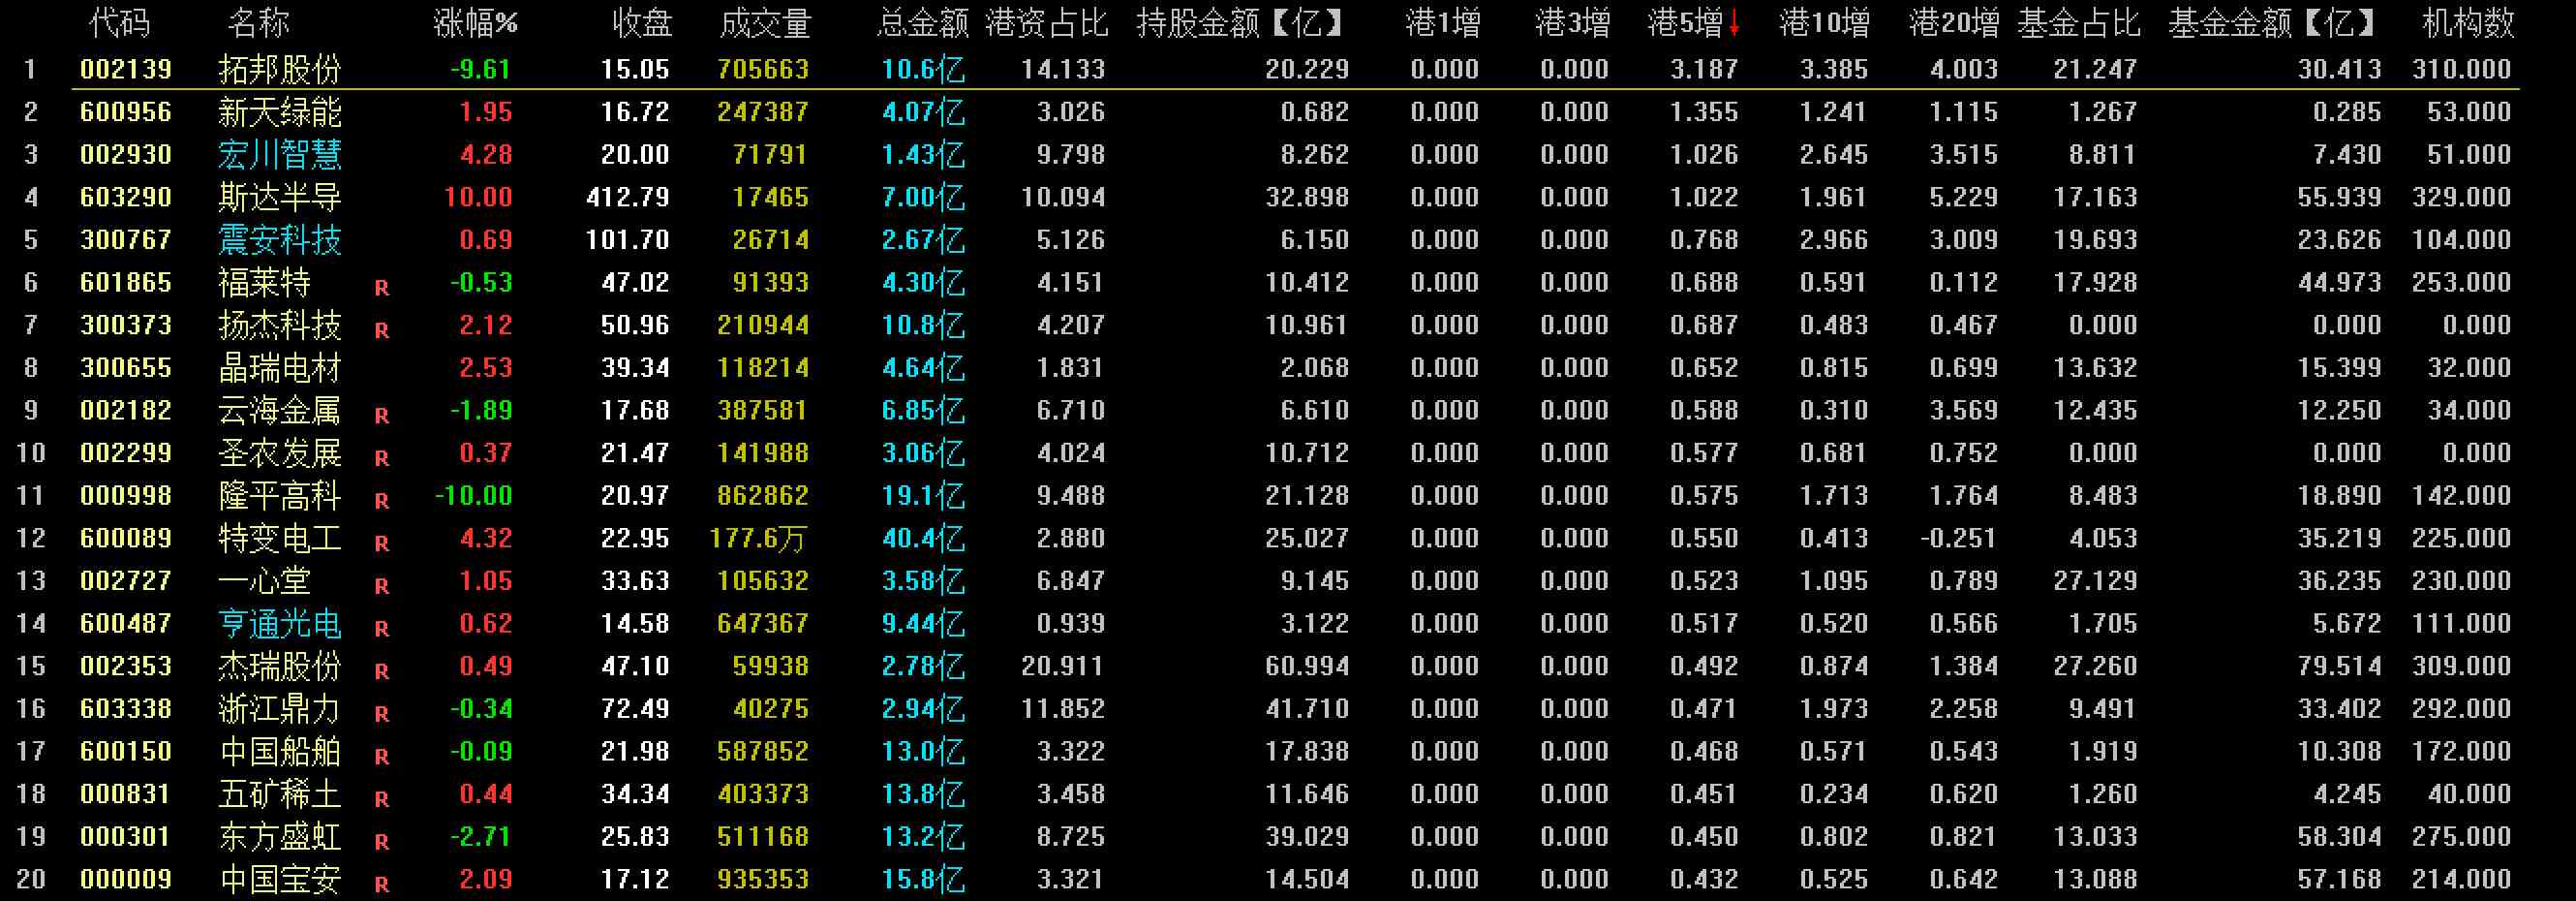 代码 名称 涨幅% 收盘 成交量 总金额 港资占比 持股金额【亿】 港1增 港3增 港5增↓ 港10增 港20增 基金占比 基金金额【亿】 机构数
1 002139 拓邦股份 -9.61 15.05 705663 10.6亿 14.133 20.229 0.000 0.000 3.187 3.385 4.003 21.247 30.413 310.000
2 600956 新天绿能 1.95 16.72 247387 4.07亿 3.026 0.682 0.000 0.000 1.355 1.241 1.115 1.267 0.285 53.000
3 002930 宏川智慧 4.28 20.00 71791 1.43亿 9.798 8.262 0.000 0.000 1.026 2.645 3.515 8.811 7.430 51.000
4 603290 斯达半导 10.00 412.79 17465 7.00亿 10.094 32.898 0.000 0.000 1.022 1.961 5.229 17.163 55.939 329.000
5 300767 震安科技 0.69 101.70 26714 2.67亿 5.126 6.150 0.000 0.000 0.768 2.966 3.009 19.693 23.626 104.000
6 601865 福莱特 R -0.53 47.02 91393 4.30亿 4.151 10.412 0.000 0.000 0.688 0.591 0.112 17.928 44.973 253.000
7 300373 扬杰科技 R 2.12 50.96 210944 10.8亿 4.207 10.961 0.000 0.000 0.687 0.483 0.467 0.000 0.000 0.000
8 300655 晶瑞电材 2.53 39.34 118214 4.64亿 1.831 2.068 0.000 0.000 0.652 0.815 0.699 13.632 15.399 32.000
9 002182 云海金属 R -1.89 17.68 387581 6.85亿 6.710 6.610 0.000 0.000 0.588 0.310 3.569 12.435 12.250 34.000
10 002299 圣农发展 R 0.37 21.47 141988 3.06亿 4.024 10.712 0.000 0.000 0.577 0.681 0.752 0.000 0.000 0.000
11 000998 隆平高科 R -10.00 20.97 862862 19.1亿 9.488 21.128 0.000 0.000 0.575 1.713 1.764 8.483 18.890 142.000
12 600089 特变电工 R 4.32 22.95 177.6万 40.4亿 2.880 25.027 0.000 0.000 0.550 0.413 -0.251 4.053 35.219 225.000
13 002727 一心堂 R 1.05 33.63 105632 3.58亿 6.847 9.145 0.000 0.000 0.523 1.095 0.789 27.129 36.235 230.000
14 600487 亨通光电 R 0.62 14.58 647367 9.44亿 0.939 3.122 0.000 0.000 0.517 0.520 0.566 1.705 5.672 111.000
15 002353 杰瑞股份 R 0.49 47.10 59938 2.78亿 20.911 60.994 0.000 0.000 0.492 0.874 1.384 27.260 79.514 309.000
16 603338 浙江鼎力 R -0.34 72.49 40275 2.94亿 11.852 41.710 0.000 0.000 0.471 1.973 2.258 9.491 33.402 292.000
17 600150 中国船舶 R -0.09 21.98 587852 13.0亿 3.322 17.838 0.000 0.000 0.468 0.571 0.543 1.919 10.308 172.000
18 000831 五矿稀土 R 0.44 34.34 403373 13.8亿 3.458 11.646 0.000 0.000 0.451 0.234 0.620 1.260 4.245 40.000
19 000301 东方盛虹 R -2.71 25.83 511168 13.2亿 8.725 39.029 0.000 0.000 0.450 0.802 0.821 13.033 58.304 275.000
20 000009 中国宝安 R 2.09 17.12 935353 15.8亿 3.321 14.504 0.000 0.000 0.432 0.525 0.642 13.088 57.168 214.000